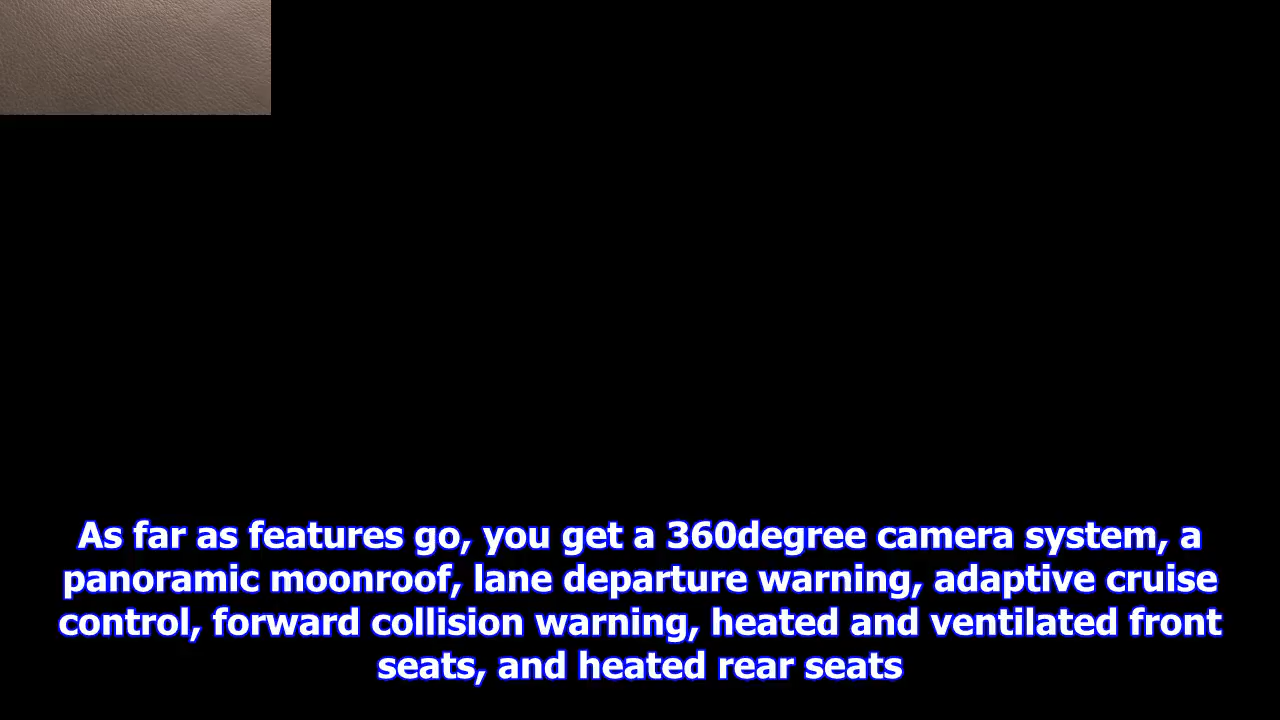 As far as features go, you get a 360degree camera system, a
panoramic moonroof, lane departure warning, adaptive cruise
control, forward collision warning, heated and ventilated front
seats, and heated rear seats